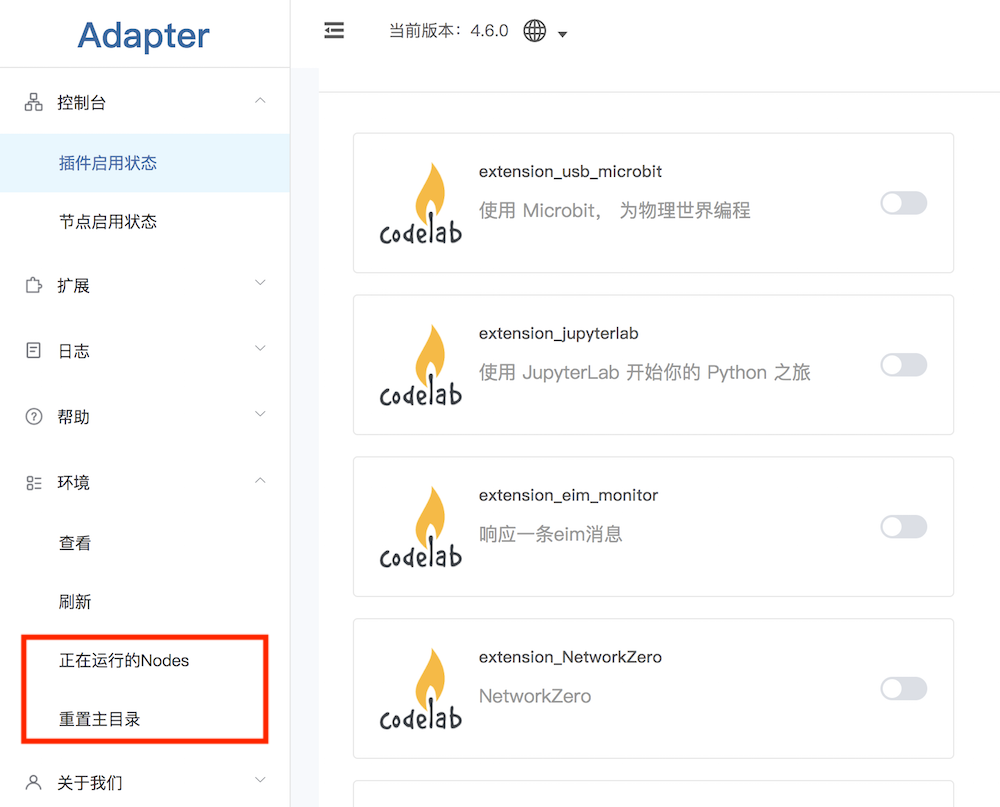 Adapter
当前版本：4.6.0
控制台
插件启用状态
节点启用状态
扩展
日志
帮助
环境
查看
刷新
正在运行的Nodes
重置主目录
关于我们
codelab
extension_usb_microbit
使用 Microbit， 为物理世界编程
codelab
extension_jupyterlab
使用 JupyterLab 开始你的 Python 之旅
codelab
extension_eim_monitor
响应一条eim消息
codelab
extension_NetworkZero
NetworkZero